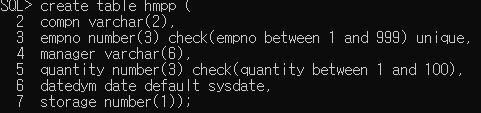 SQL> create table hmpp (
2 compn varchar(2),
3 empno number(3) check(empno between 1 and 999) unique,
4 manager varchar(6),
5 quantity number(3) check(quantity between 1 and 100),
6 datedym date default sysdate,
7 storage number(1));